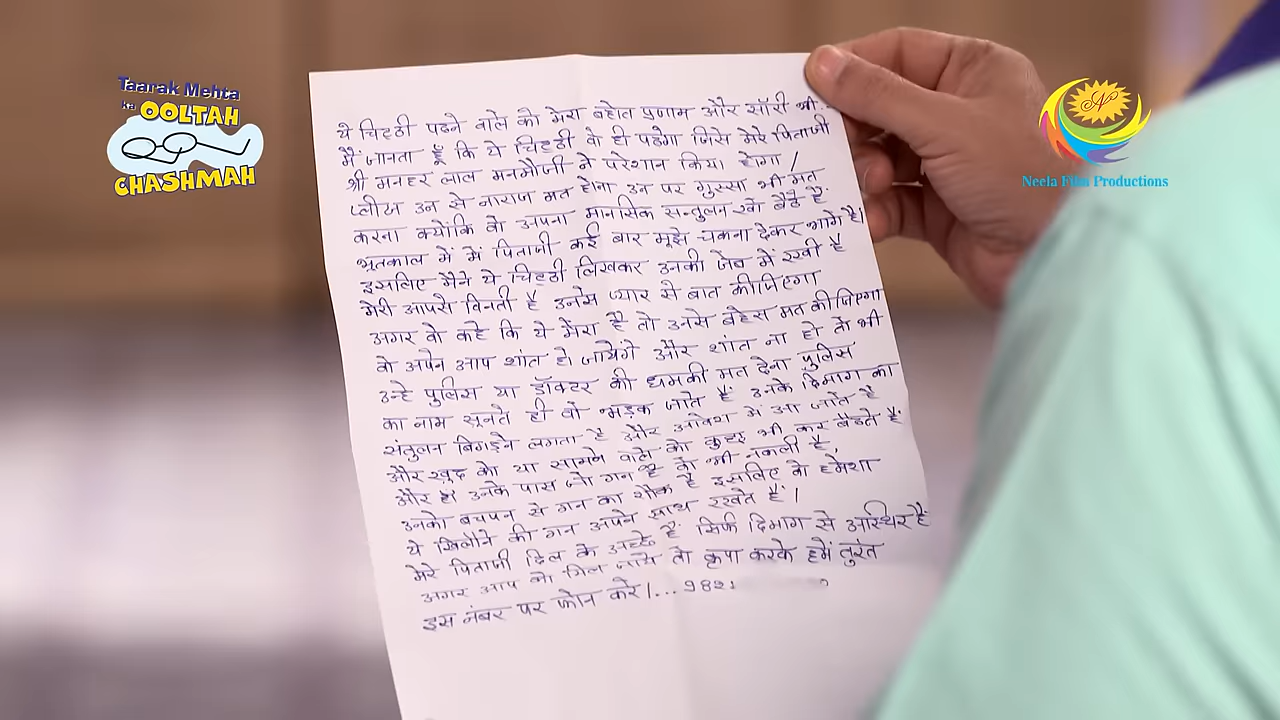 Taarak Mehta
ka OOLTAH
CHASHMAH
Neela Film Productions
ये चिट्ठी पढने वाले को मेरा बहोत प्रणाम और सॉरी भी..
मैं जानता हूँ कि ये चिट्ठी वो ही पढेगा जिसे मेरे पिताजी
श्री मनहर लाल मनमौजी ने परेशान किया होगा /
प्लीज उन से नाराज मत होना उन पर गुस्सा भी मत
करना क्योंकि वो अपना मानसिक सन्तुलन खो बैठे है
भूतकाल में में पिताजी कई बार मुझे चकमा देकर भागे है।
इसलिए मैने ये चिट्ठी लिखकर उनकी जेब में रखी है
मेरी आपसे विनती है उनसे प्यार से बात कीजिएगा
अगर वो कहे कि ये मेरा है तो उनसे बहेस मत कीजिएगा
वो अपने आप शांत हो जायेंगे और शांत ना हो तो भी
उन्हे पुलिस या डॉक्टर की धमकी मत देना पुलिस
का नाम सूनते ही वो भड़क जाते हैं उनके दिमाग का
संतुलन बिगड़ने लगता है और आवेश में आ जाते है
और खुद को या सामने वाले को कुछ भी कर बैठते हैं
और हां उनके पास जो गन है वो भी नकली है,
उनको बचपन से गन का शौक है इसलिए वो हमेशा
ये खिलौने की गन अपने साथ रखते हैं।
मेरे पिताजी दिल के अच्छे हैं सिर्फ दिमाग से अस्थिर हैं
अगर आप को मिल जाये तो कृपा करके हमें तुरंत
इस नंबर पर फोन करे।...982